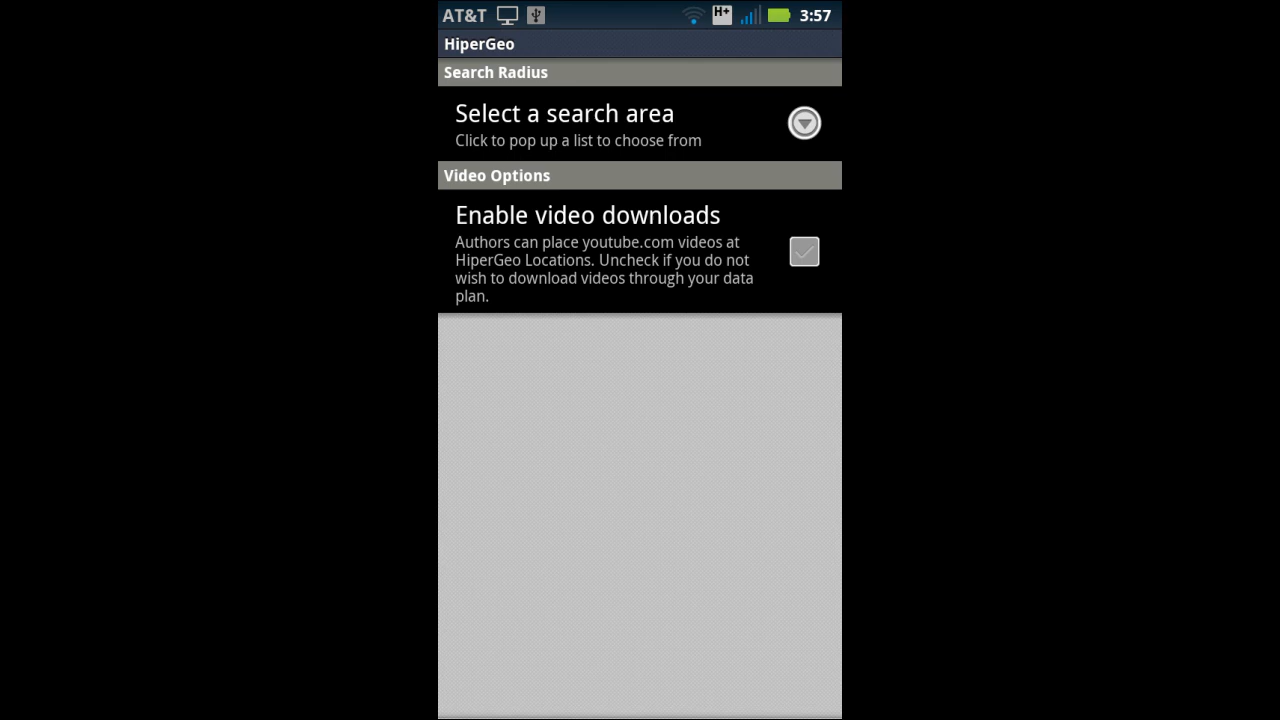 AT&T H+ 3:57
HiperGeo
Search Radius
Select a search area
Click to pop up a list to choose from
Video Options
Enable video downloads
Authors can place youtube.com videos at
HiperGeo Locations. Uncheck if you do not
wish to download videos through your data
plan.